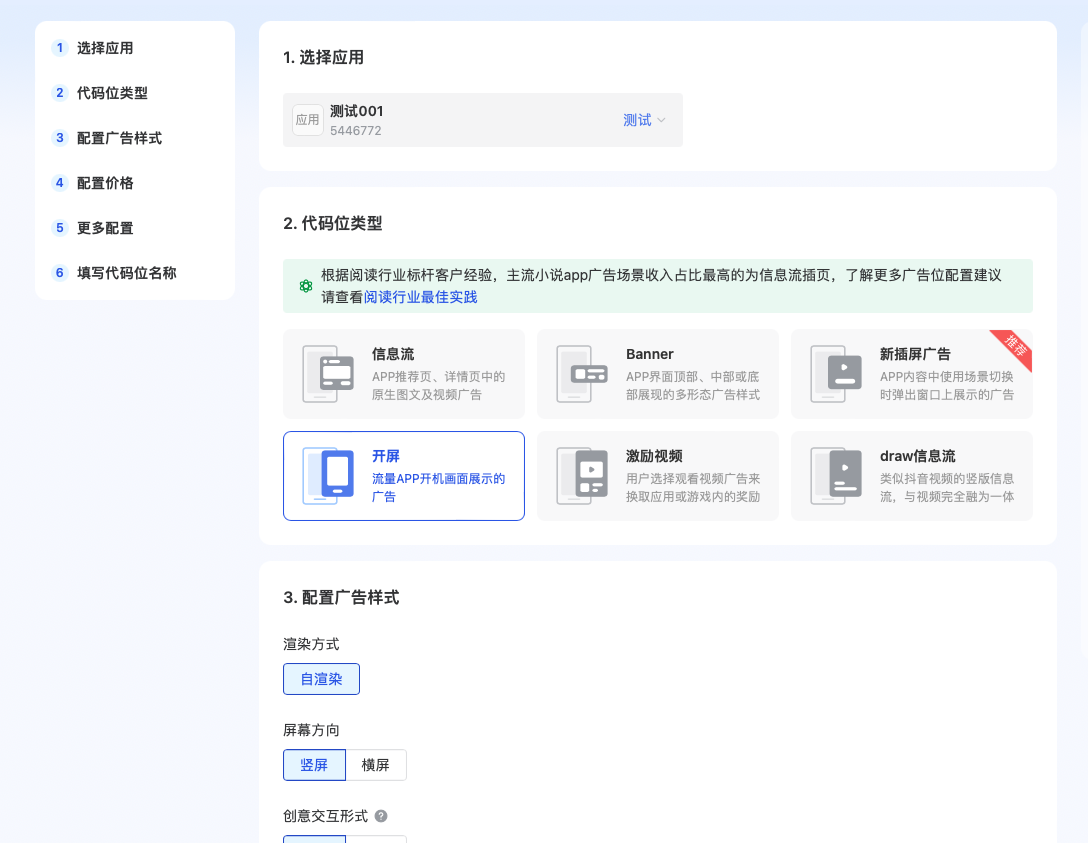 1 选择应用
2 代码位类型
3 配置广告样式
4 配置价格
5 更多配置
6 填写代码位名称
1. 选择应用
应用
测试001
5446772
测试
2. 代码位类型
根据阅读行业标杆客户经验，主流小说app广告场景收入占比最高的为信息流插页，了解更多广告位配置建议
请查看阅读行业最佳实践
信息流
APP推荐页、详情页中的
原生图文及视频广告
Banner
APP界面顶部、中部或底
部展现的多形态广告样式
新插屏广告
APP内容中使用场景切换
时弹出窗口上展示的广告
推荐
开屏
流量APP开机画面展示的
广告
激励视频
用户选择观看视频广告来
换取应用或游戏内的奖励
draw信息流
类似抖音视频的竖版信息
流，与视频完全融为一体
3. 配置广告样式
渲染方式
自渲染
屏幕方向
竖屏 横屏
创意交互形式 ?